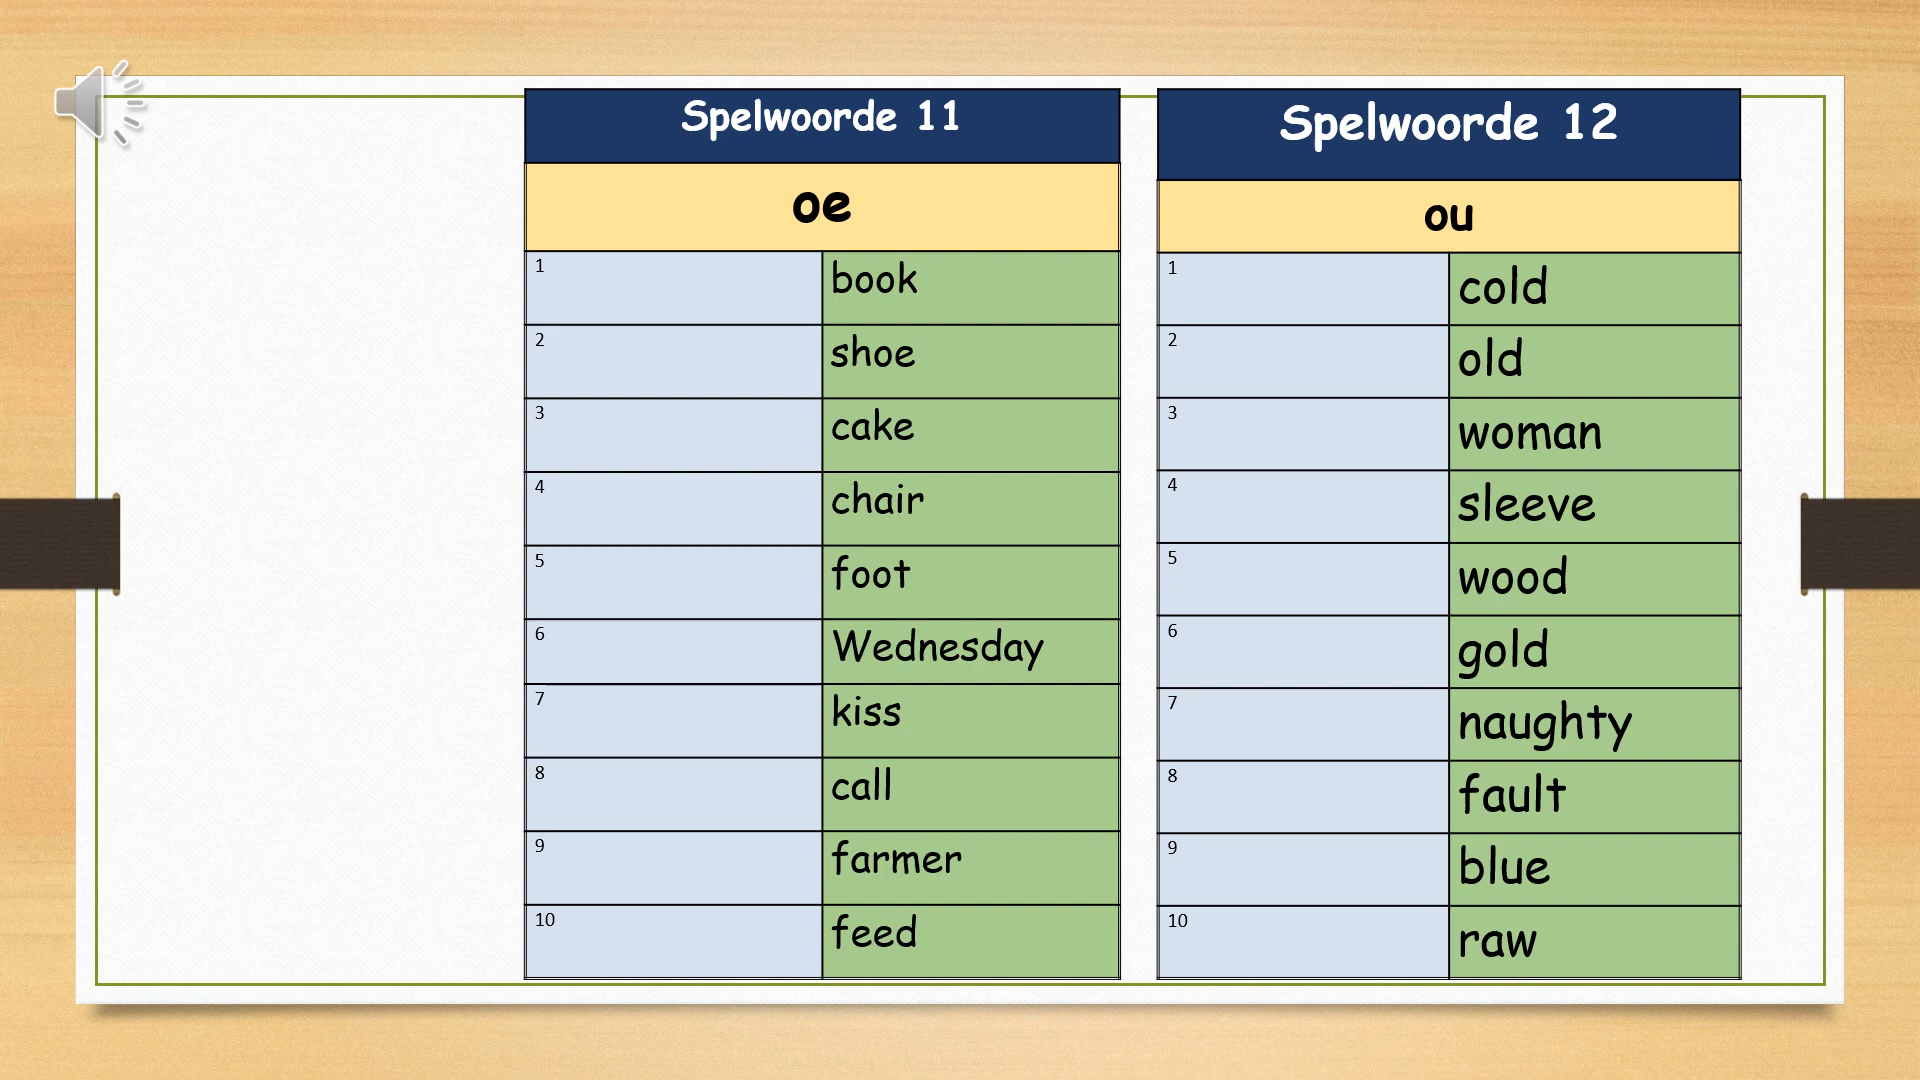 Spelwoorde 11
oe
1 book
2 shoe
3 cake
4 chair
5 foot
6 Wednesday
7 kiss
8 call
9 farmer
10 feed
Spelwoorde 12
ou
1 cold
2 old
3 woman
4 sleeve
5 wood
6 gold
7 naughty
8 fault
9 blue
10 raw